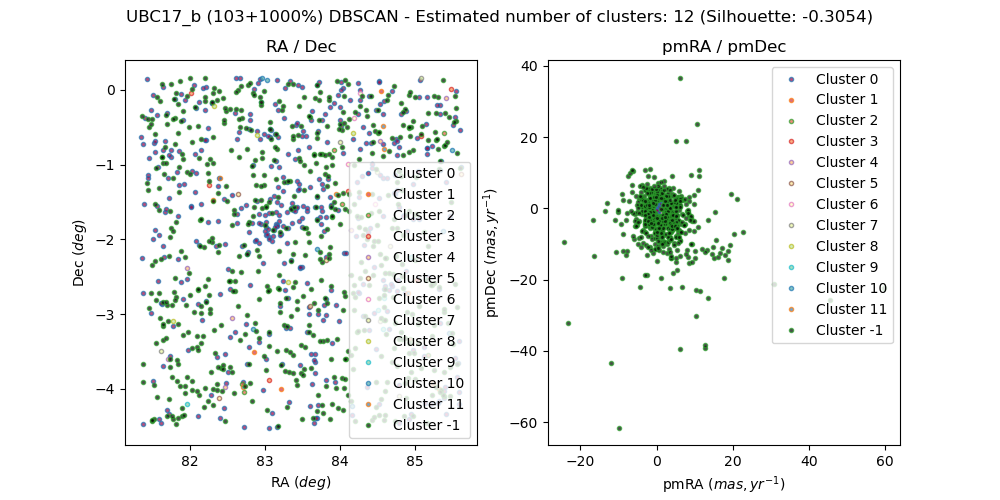 UBC17_b (103+1000%) DBSCAN - Estimated number of clusters: 12 (Silhouette: -0.3054)
RA / Dec
0
−1
−2
−3
−4
Dec (deg)
82
83
84
85
RA (deg)
Cluster 0
Cluster 1
Cluster 2
Cluster 3
Cluster 4
Cluster 5
Cluster 6
Cluster 7
Cluster 8
Cluster 9
Cluster 10
Cluster 11
Cluster -1
pmRA / pmDec
40
20
0
−20
−40
−60
pmDec (mas, yr⁻¹)
−20
0
20
40
60
pmRA (mas, yr⁻¹)
Cluster 0
Cluster 1
Cluster 2
Cluster 3
Cluster 4
Cluster 5
Cluster 6
Cluster 7
Cluster 8
Cluster 9
Cluster 10
Cluster 11
Cluster -1